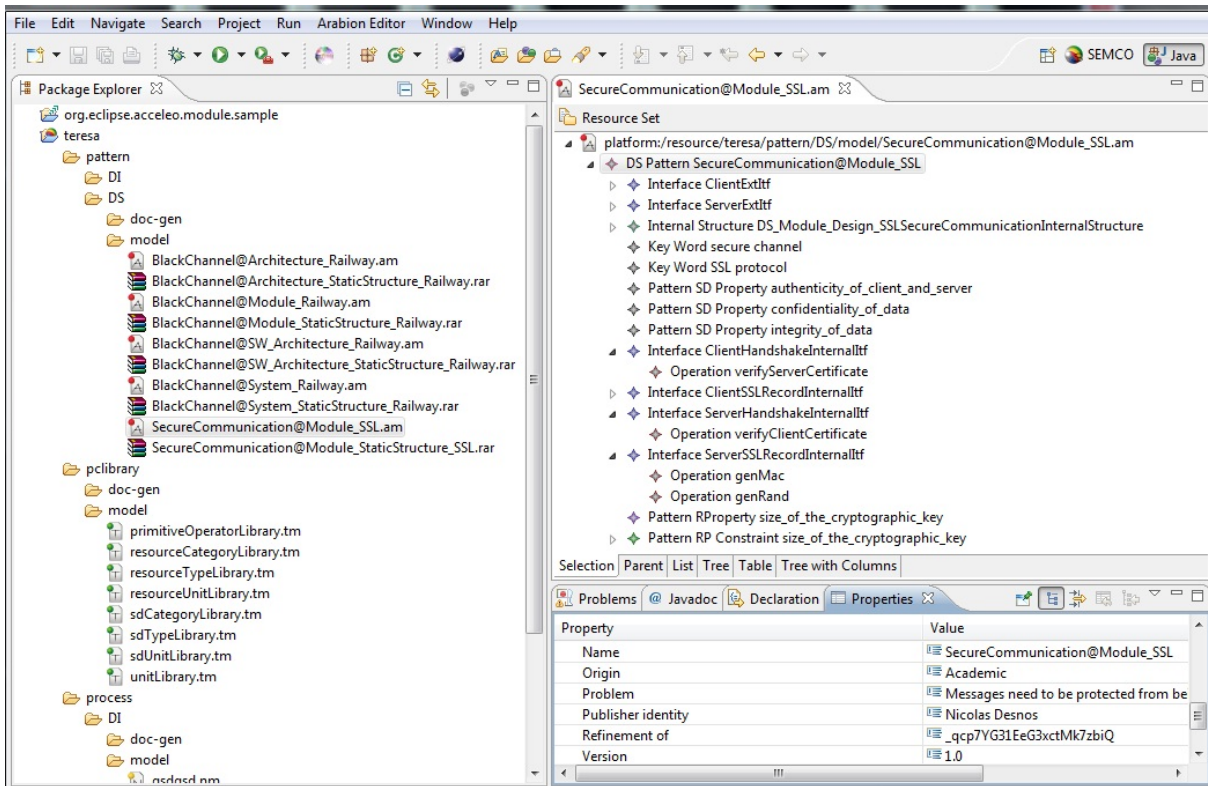 File Edit Navigate Search Project Run Arabion Editor Window Help
SEMCO Java
Package Explorer
org.eclipse.acceleo.module.sample
teresa
pattern
DI
DS
doc-gen
model
BlackChannel@Architecture_Railway.am
BlackChannel@Architecture_StaticStructure_Railway.rar
BlackChannel@Module_Railway.am
BlackChannel@Module_StaticStructure_Railway.rar
BlackChannel@SW_Architecture_Railway.am
BlackChannel@SW_Architecture_StaticStructure_Railway.rar
BlackChannel@System_Railway.am
BlackChannel@System_StaticStructure_Railway.rar
SecureCommunication@Module_SSL.am
SecureCommunication@Module_StaticStructure_SSL.rar
pclibrary
doc-gen
model
primitiveOperatorLibrary.tm
resourceCategoryLibrary.tm
resourceTypeLibrary.tm
resourceUnitLibrary.tm
sdCategoryLibrary.tm
sdTypeLibrary.tm
sdUnitLibrary.tm
unitLibrary.tm
process
DI
doc-gen
model
SecureCommunication@Module_SSL.am
Resource Set
platform:/resource/teresa/pattern/DS/model/SecureCommunication@Module_SSL.am
DS Pattern SecureCommunication@Module_SSL
Interface ClientExtItf
Interface ServerExtItf
Internal Structure DS_Module_Design_SSLSecureCommunicationInternalStructure
Key Word secure channel
Key Word SSL protocol
Pattern SD Property authenticity_of_client_and_server
Pattern SD Property confidentiality_of_data
Pattern SD Property integrity_of_data
Interface ClientHandshakeInternalItf
Operation verifyServerCertificate
Interface ClientSSLRecordInternalItf
Interface ServerHandshakeInternalItf
Operation verifyClientCertificate
Interface ServerSSLRecordInternalItf
Operation genMac
Operation genRand
Pattern RProperty size_of_the_cryptographic_key
Pattern RP Constraint size_of_the_cryptographic_key
Selection Parent List Tree Table Tree with Columns
Problems @ Javadoc Declaration Properties
Property Value
Name SecureCommunication@Module_SSL
Origin Academic
Problem Messages need to be protected from be
Publisher identity Nicolas Desnos
Refinement of _qcp7YG31EeG3xctMk7zbiQ
Version 1.0